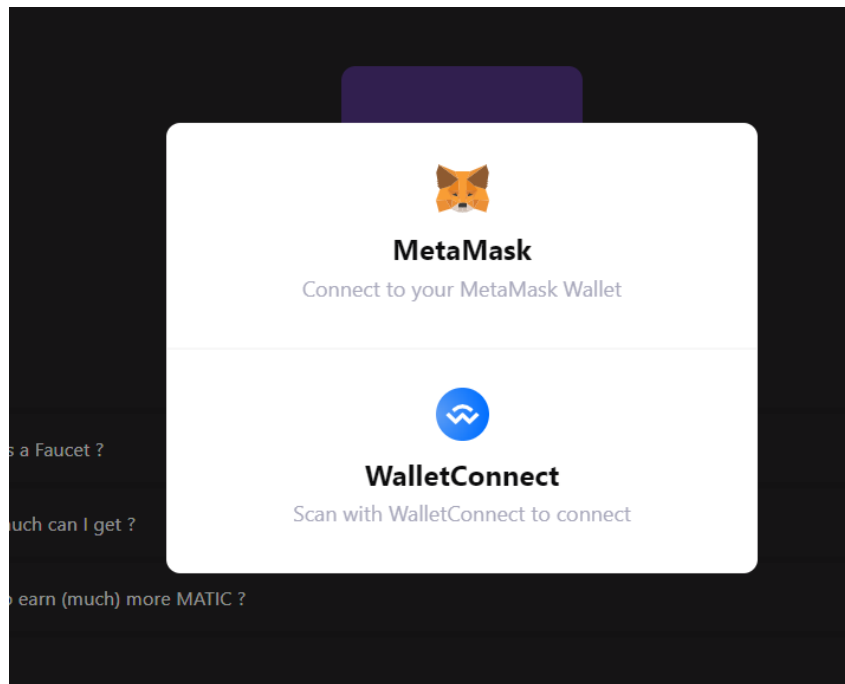 MetaMask
Connect to your MetaMask Wallet
WalletConnect
Scan with WalletConnect to connect
a Faucet ?
can I get ?
earn (much) more MATIC ?